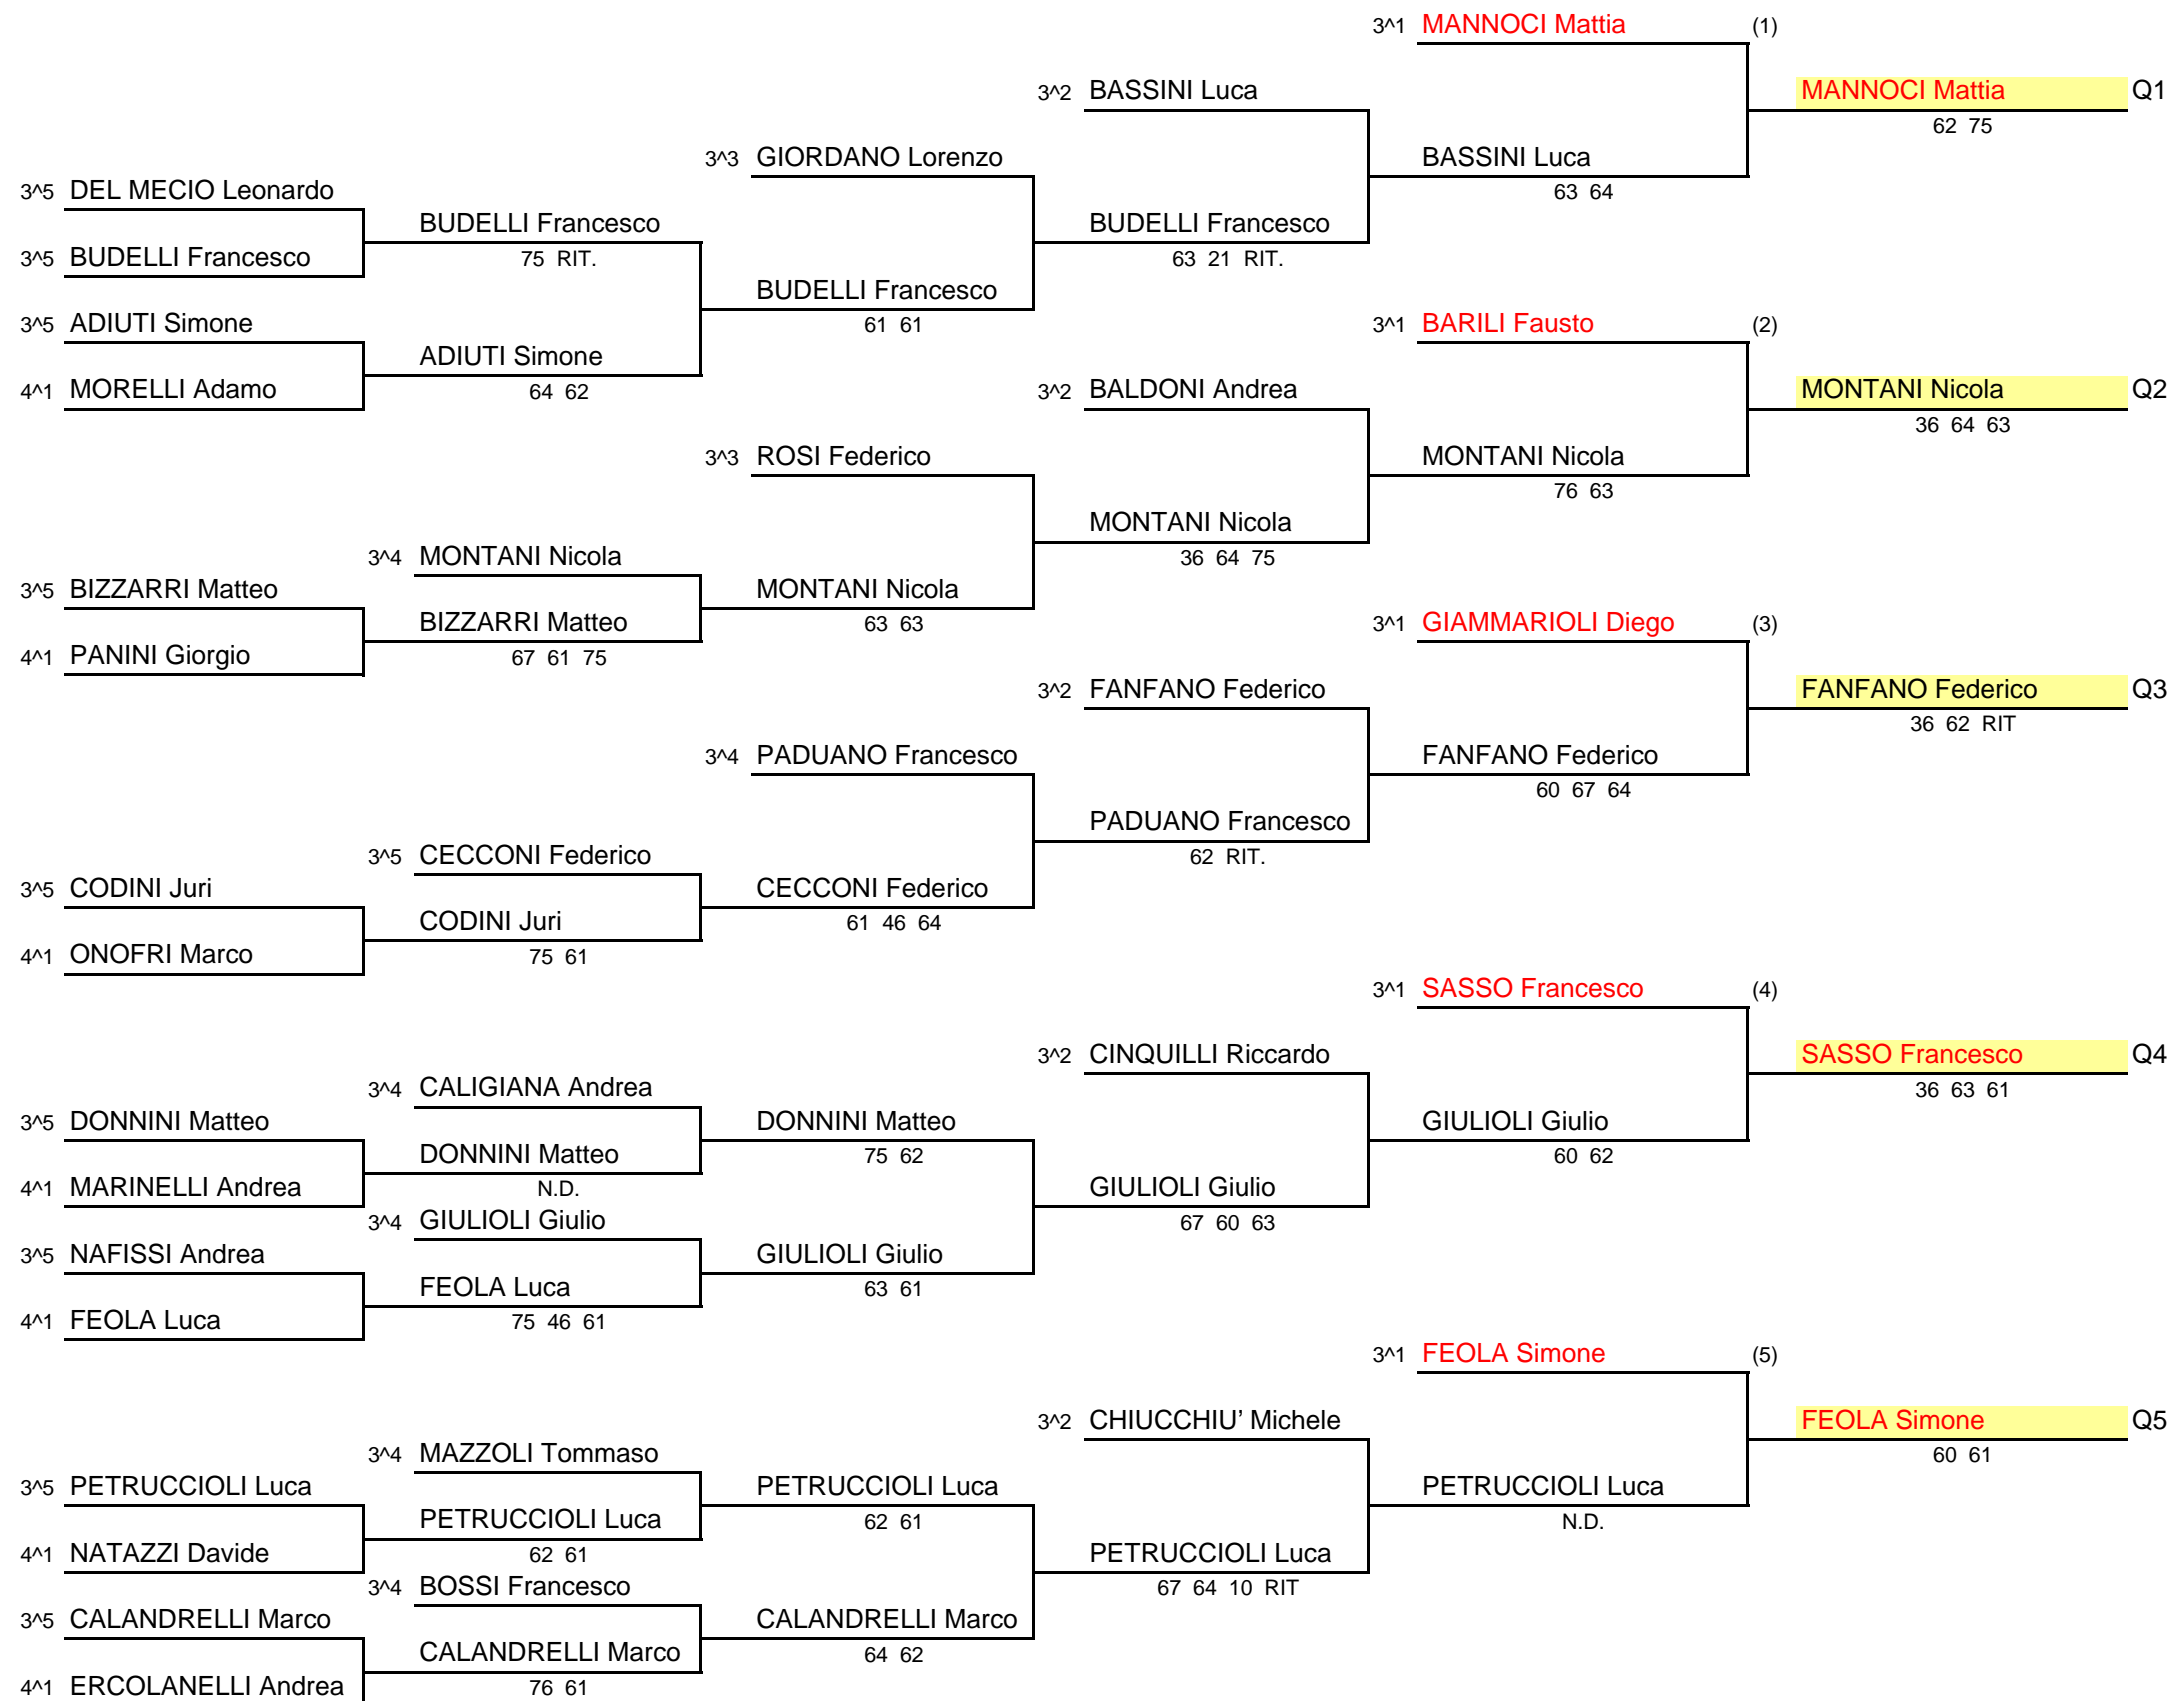 3^1 MANNOCI Mattia (1)
3^2 BASSINI Luca
MANNOCI Mattia Q1
62 75
3^3 GIORDANO Lorenzo
BASSINI Luca
63 64
3^5 DEL MECIO Leonardo
BUDELLI Francesco
75 RIT.
BUDELLI Francesco
63 21 RIT.
3^5 BUDELLI Francesco
BUDELLI Francesco
61 61
3^5 ADIUTI Simone
3^1 BARILI Fausto (2)
ADIUTI Simone
64 62
4^1 MORELLI Adamo
3^2 BALDONI Andrea
MONTANI Nicola Q2
36 64 63
3^3 ROSI Federico
MONTANI Nicola
76 63
MONTANI Nicola
36 64 75
3^4 MONTANI Nicola
3^5 BIZZARRI Matteo
MONTANI Nicola
63 63
BIZZARRI Matteo
67 61 75
3^1 GIAMMARIOLI Diego (3)
4^1 PANINI Giorgio
3^2 FANFANO Federico
FANFANO Federico Q3
36 62 RIT
3^4 PADUANO Francesco
FANFANO Federico
60 67 64
PADUANO Francesco
62 RIT.
3^5 CECCONI Federico
3^5 CODINI Juri
CECCONI Federico
61 46 64
CODINI Juri
75 61
4^1 ONOFRI Marco
3^1 SASSO Francesco (4)
3^2 CINQUILLI Riccardo
SASSO Francesco Q4
36 63 61
3^4 CALIGIANA Andrea
3^5 DONNINI Matteo
DONNINI Matteo
75 62
GIULIOLI Giulio
60 62
DONNINI Matteo
N.D.
4^1 MARINELLI Andrea
GIULIOLI Giulio
67 60 63
3^4 GIULIOLI Giulio
3^5 NAFISSI Andrea
GIULIOLI Giulio
63 61
FEOLA Luca
75 46 61
4^1 FEOLA Luca
3^1 FEOLA Simone (5)
3^2 CHIUCCHIU' Michele
FEOLA Simone Q5
60 61
3^4 MAZZOLI Tommaso
3^5 PETRUCCIOLI Luca
PETRUCCIOLI Luca
62 61
PETRUCCIOLI Luca
N.D.
PETRUCCIOLI Luca
62 61
4^1 NATAZZI Davide
PETRUCCIOLI Luca
67 64 10 RIT
3^4 BOSSI Francesco
3^5 CALANDRELLI Marco
CALANDRELLI Marco
64 62
CALANDRELLI Marco
76 61
4^1 ERCOLANELLI Andrea